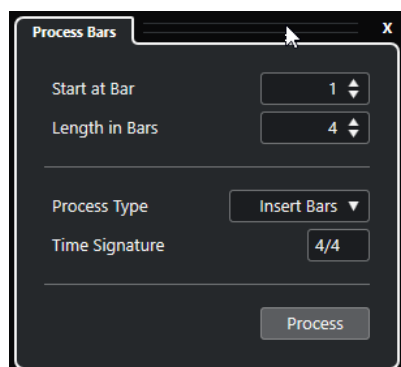 Process Bars x
Start at Bar 1
Length in Bars 4
Process Type Insert Bars
Time Signature 4/4
Process